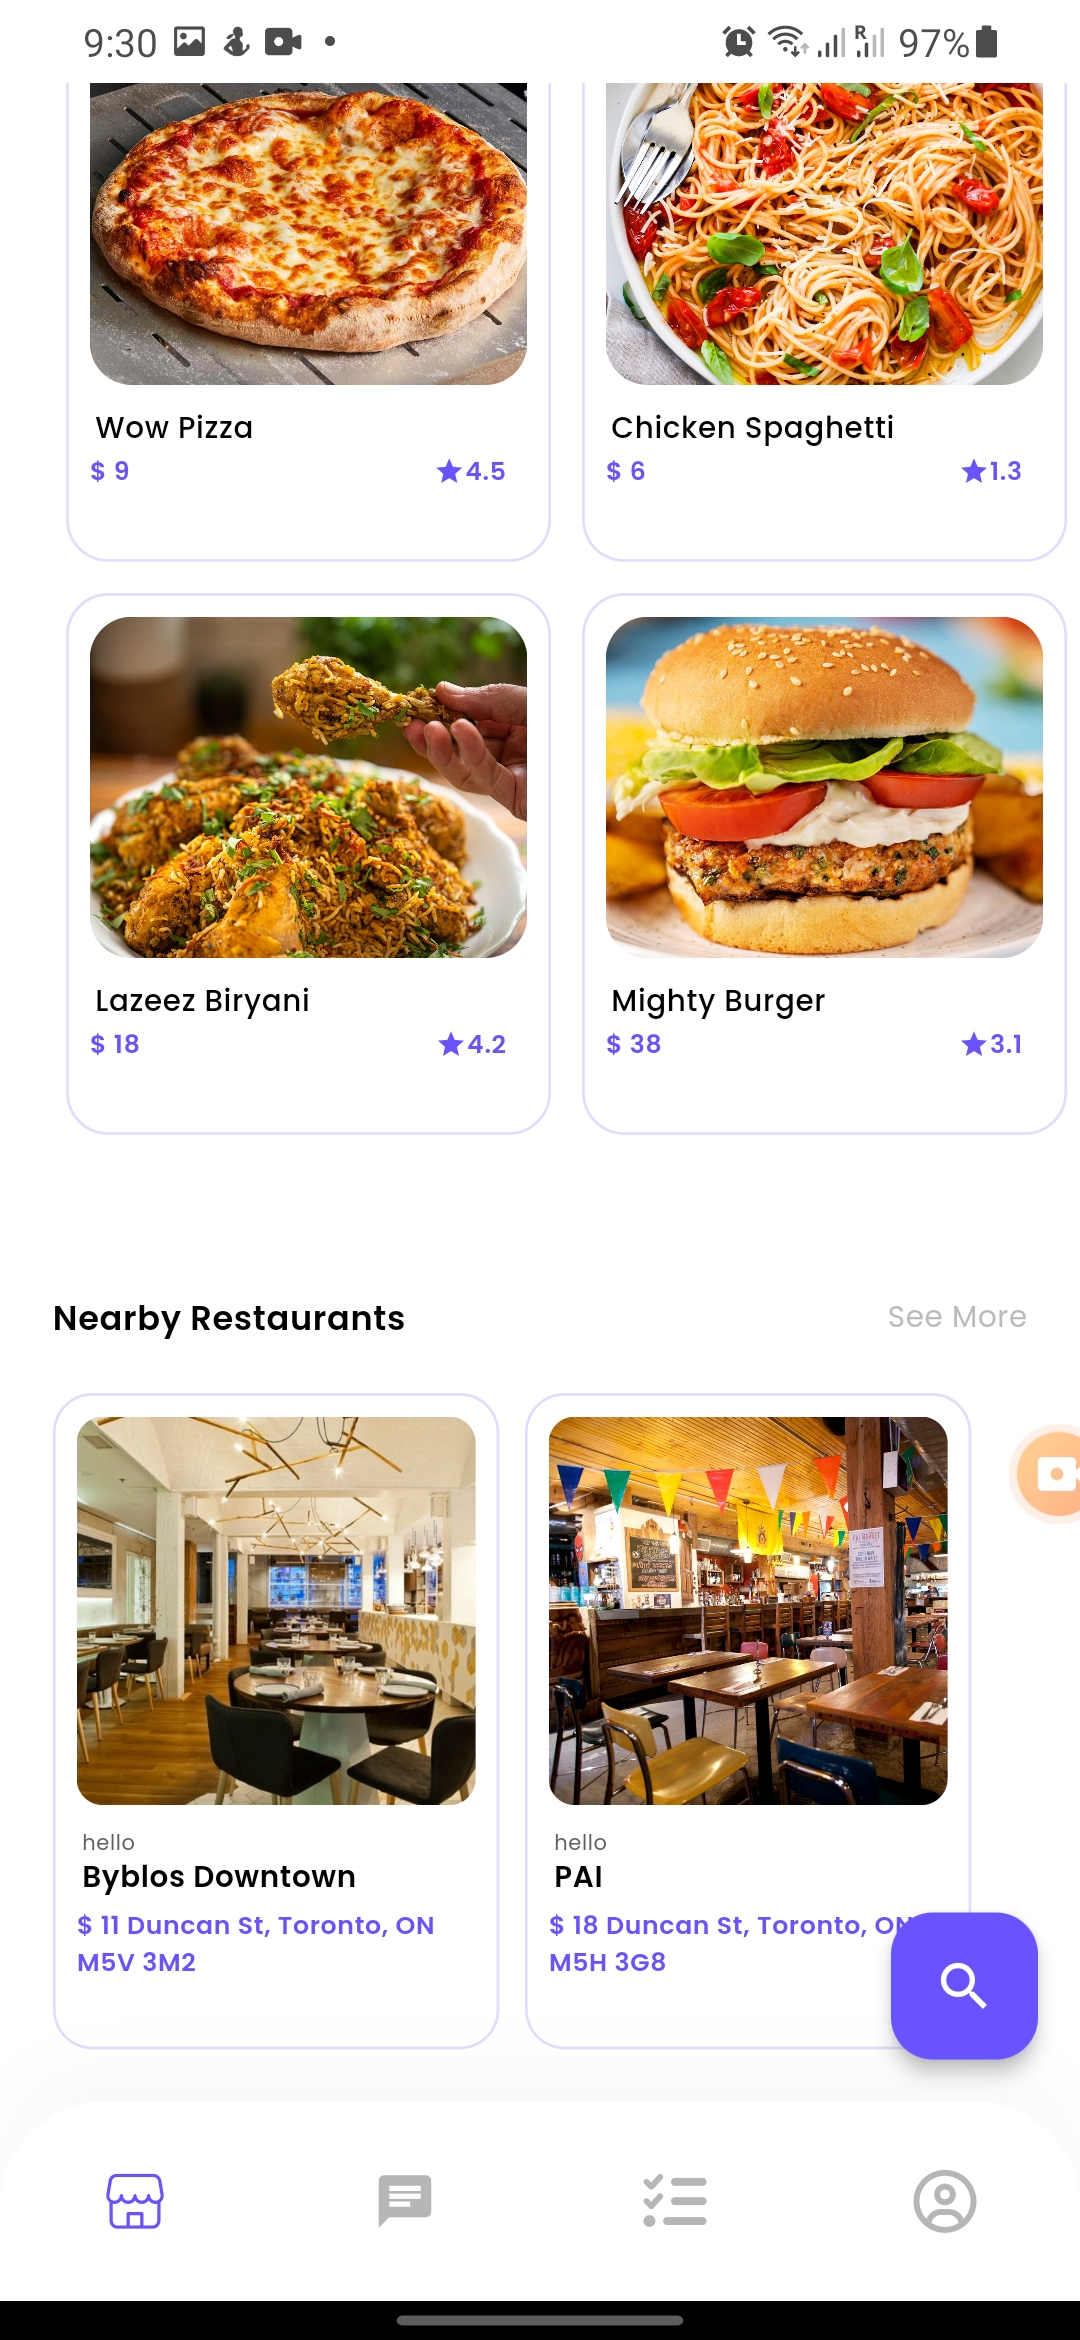 9:30
R
97%
Wow Pizza
Chicken Spaghetti
$ 9
4.5
$ 6
1.3
Lazeez Biryani
Mighty Burger
$ 18
4.2
$ 38
3.1
Nearby Restaurants
See More
hello
Byblos Downtown
$ 11 Duncan St, Toronto, ON
M5V 3M2
hello
PAI
$ 18 Duncan St, Toronto, ON
M5H 3G8